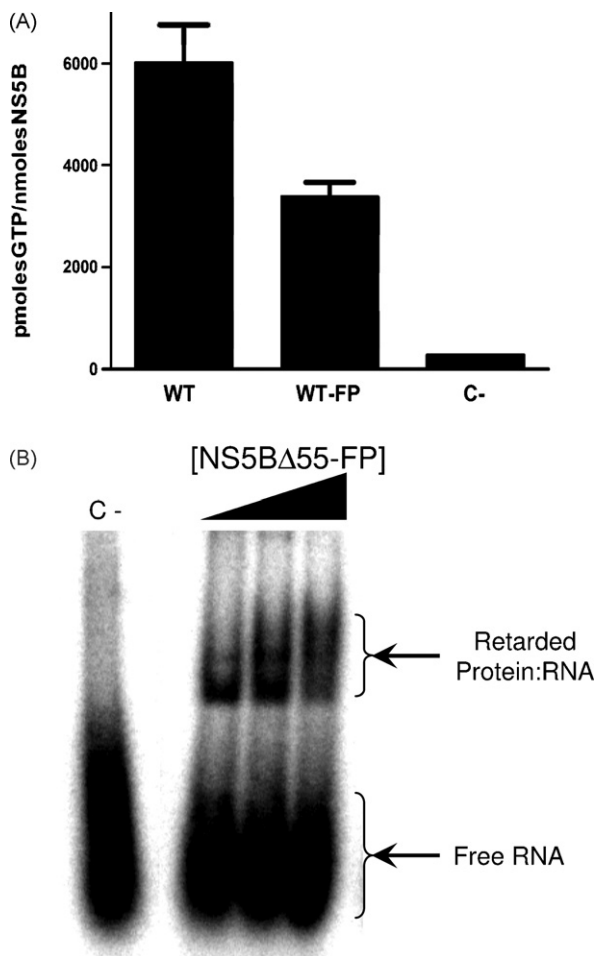 (A)
pmolesGTP/nmolesNS5B
6000
4000
2000
0
WT
WT-FP
C-
(B)
[NS5BΔ55-FP]
C -
Retarded
Protein:RNA
Free RNA